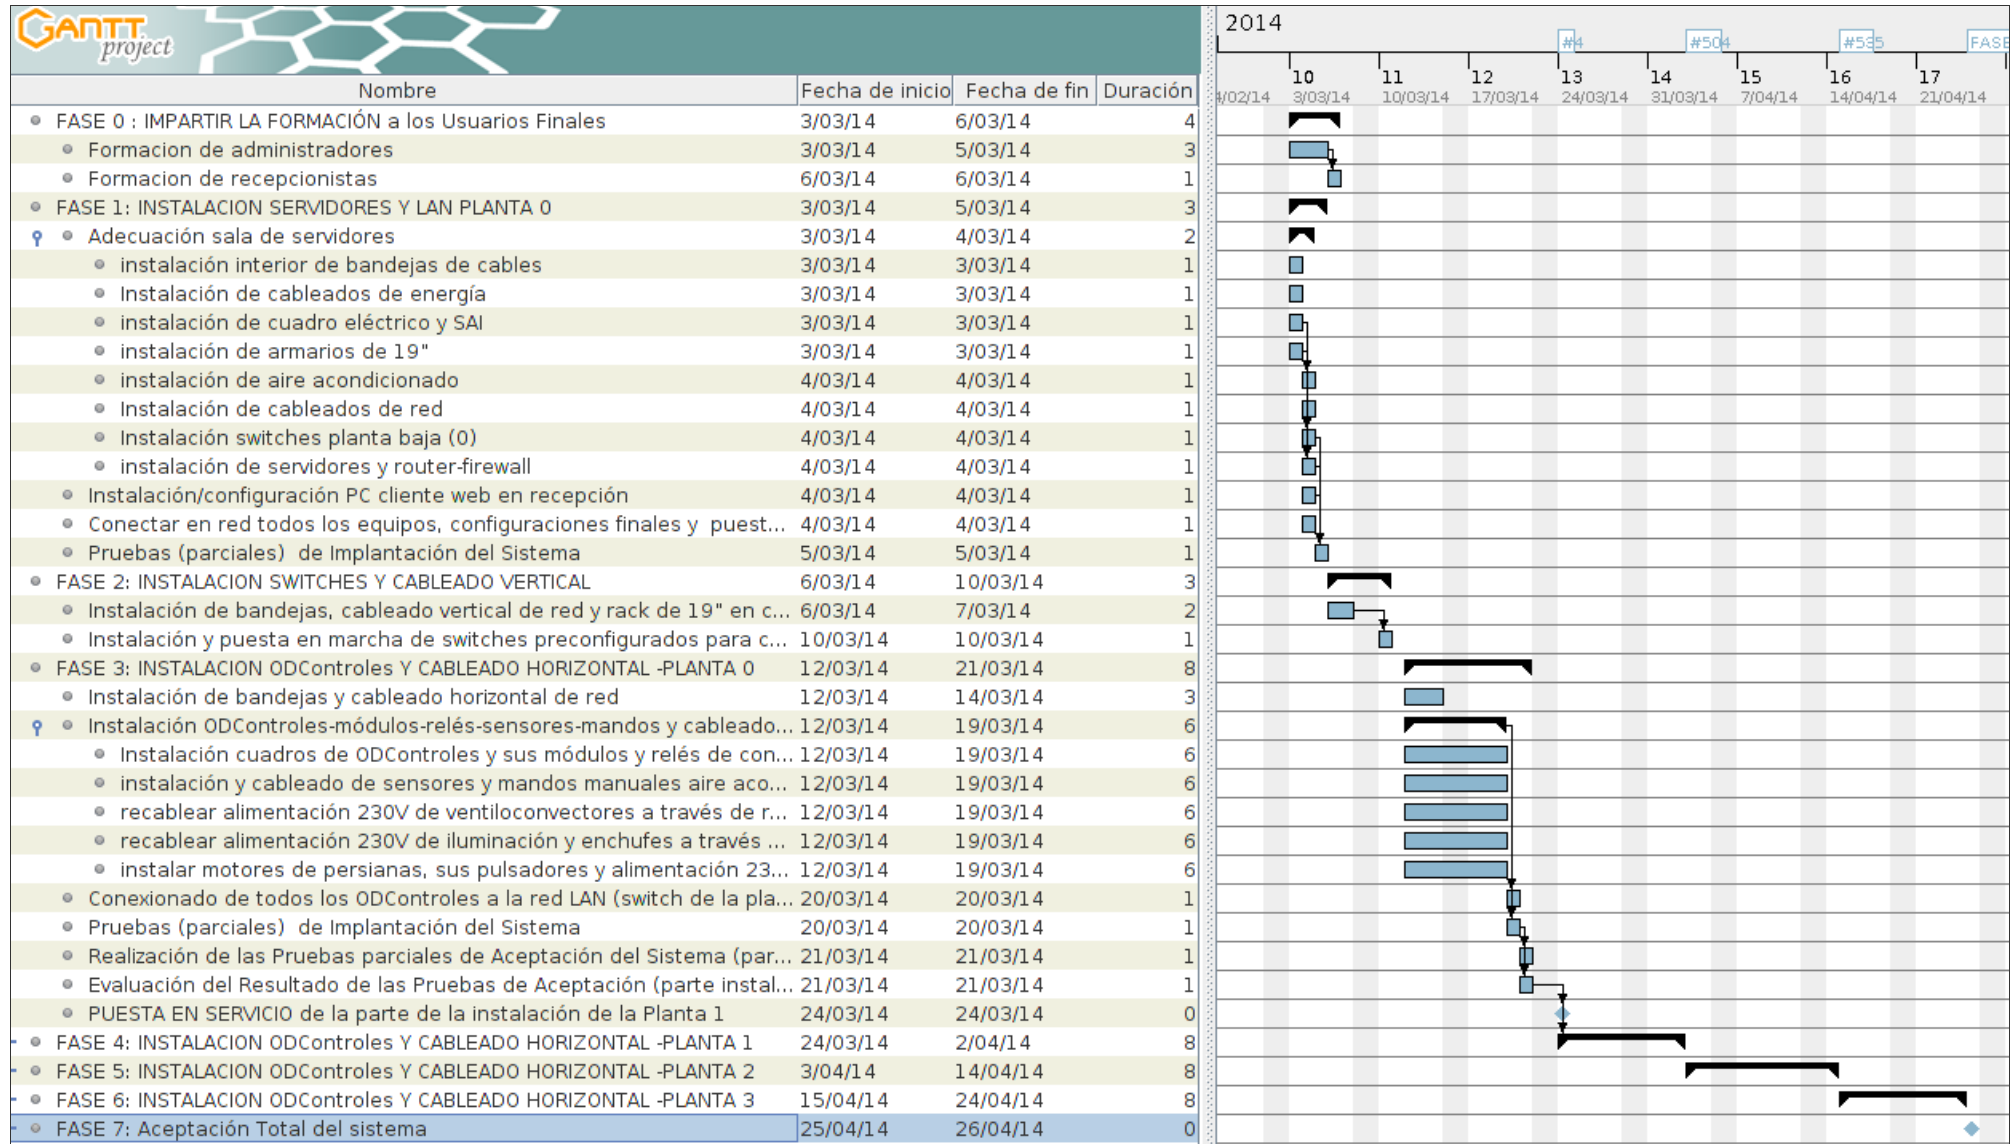 GANTT
project
2014
#4 #504 #535 FASE
10 11 12 13 14 15 16 17
/02/14 3/03/14 10/03/14 17/03/14 24/03/14 31/03/14 7/04/14 14/04/14 21/04/14
Nombre Fecha de inicio Fecha de fin Duración
FASE 0 : IMPARTIR LA FORMACIÓN a los Usuarios Finales 3/03/14 6/03/14 4
Formacion de administradores 3/03/14 5/03/14 3
Formacion de recepcionistas 6/03/14 6/03/14 1
FASE 1: INSTALACION SERVIDORES Y LAN PLANTA 0 3/03/14 5/03/14 3
Adecuación sala de servidores 3/03/14 4/03/14 2
instalación interior de bandejas de cables 3/03/14 3/03/14 1
Instalación de cableados de energía 3/03/14 3/03/14 1
instalación de cuadro eléctrico y SAI 3/03/14 3/03/14 1
instalación de armarios de 19" 3/03/14 3/03/14 1
instalación de aire acondicionado 4/03/14 4/03/14 1
Instalación de cableados de red 4/03/14 4/03/14 1
Instalación switches planta baja (0) 4/03/14 4/03/14 1
instalación de servidores y router-firewall 4/03/14 4/03/14 1
Instalación/configuración PC cliente web en recepción 4/03/14 4/03/14 1
Conectar en red todos los equipos, configuraciones finales y puest... 4/03/14 4/03/14 1
Pruebas (parciales) de Implantación del Sistema 5/03/14 5/03/14 1
FASE 2: INSTALACION SWITCHES Y CABLEADO VERTICAL 6/03/14 10/03/14 3
Instalación de bandejas, cableado vertical de red y rack de 19" en c... 6/03/14 7/03/14 2
Instalación y puesta en marcha de switches preconfigurados para c... 10/03/14 10/03/14 1
FASE 3: INSTALACION ODControles Y CABLEADO HORIZONTAL -PLANTA 0 12/03/14 21/03/14 8
Instalación de bandejas y cableado horizontal de red 12/03/14 14/03/14 3
Instalación ODControles-módulos-relés-sensores-mandos y cableado... 12/03/14 19/03/14 6
Instalación cuadros de ODControles y sus módulos y relés de con... 12/03/14 19/03/14 6
instalación y cableado de sensores y mandos manuales aire aco... 12/03/14 19/03/14 6
recablear alimentación 230V de ventiloconvectores a través de r... 12/03/14 19/03/14 6
recablear alimentación 230V de iluminación y enchufes a través ... 12/03/14 19/03/14 6
instalar motores de persianas, sus pulsadores y alimentación 23... 12/03/14 19/03/14 6
Conexionado de todos los ODControles a la red LAN (switch de la pla... 20/03/14 20/03/14 1
Pruebas (parciales) de Implantación del Sistema 20/03/14 20/03/14 1
Realización de las Pruebas parciales de Aceptación del Sistema (par... 21/03/14 21/03/14 1
Evaluación del Resultado de las Pruebas de Aceptación (parte instal... 21/03/14 21/03/14 1
PUESTA EN SERVICIO de la parte de la instalación de la Planta 1 24/03/14 24/03/14 0
FASE 4: INSTALACION ODControles Y CABLEADO HORIZONTAL -PLANTA 1 24/03/14 2/04/14 8
FASE 5: INSTALACION ODControles Y CABLEADO HORIZONTAL -PLANTA 2 3/04/14 14/04/14 8
FASE 6: INSTALACION ODControles Y CABLEADO HORIZONTAL -PLANTA 3 15/04/14 24/04/14 8
FASE 7: Aceptación Total del sistema 25/04/14 26/04/14 0